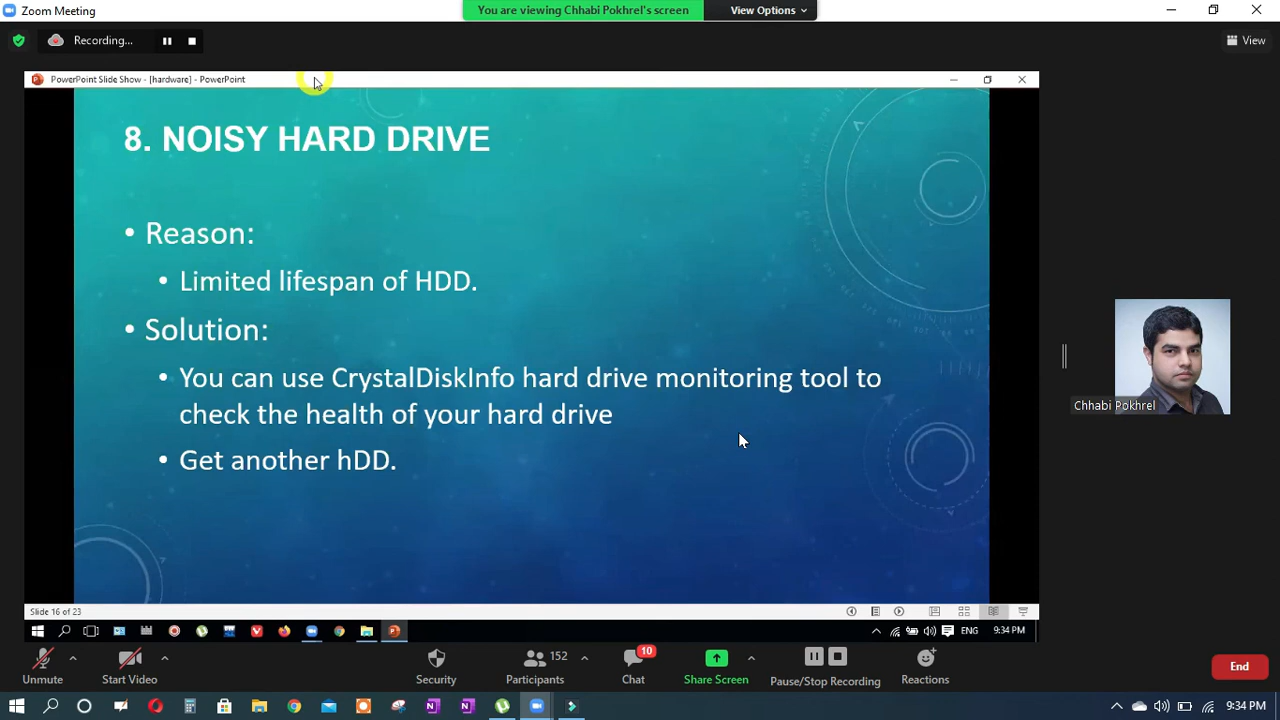 Zoom Meeting
You are viewing Chhabi Pokhrel's screen
View Options
Recording...
View
PowerPoint Slide Show - [hardware] - PowerPoint
8. NOISY HARD DRIVE
• Reason:
• Limited lifespan of HDD.
• Solution:
• You can use CrystalDiskInfo hard drive monitoring tool to
check the health of your hard drive
• Get another hDD.
Chhabi Pokhrel
Slide 16 of 23
ENG
9:34 PM
Unmute
Start Video
Security
152
Participants
10
Chat
Share Screen
Pause/Stop Recording
Reactions
End
9:34 PM